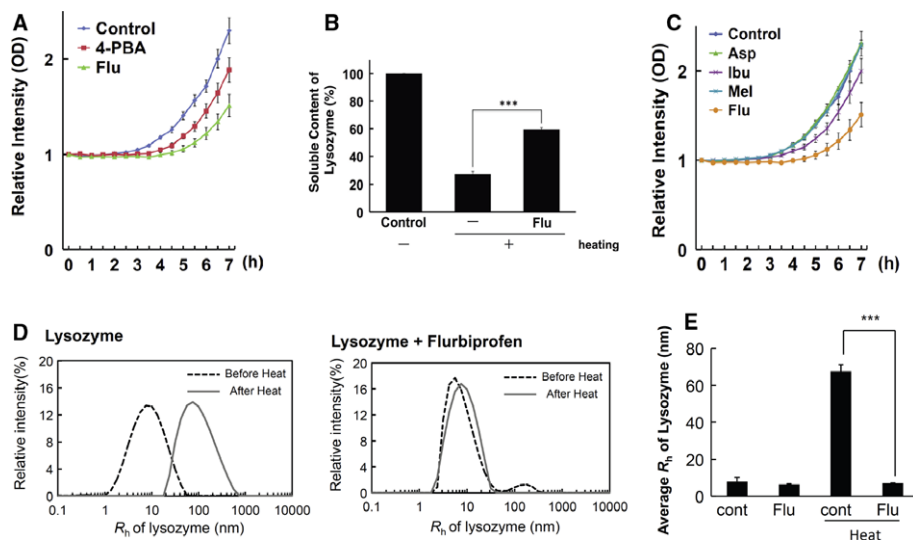 A
Relative Intensity (OD)
2
1
0
Control
4-PBA
Flu
0 1 2 3 4 5 6 7 (h)
B
Soluble Content of
Lysozyme (%)
100
80
60
40
20
0
***
Control — Flu
— + heating
C
Relative Intensity (OD)
2
1
0
Control
Asp
Ibu
Mel
Flu
0 1 2 3 4 5 6 7 (h)
D
Lysozyme
Relative intensity(%)
20
16
12
8
4
0
Before Heat
After Heat
0.1 1 10 100 1000 10000
Rh of lysozyme (nm)
Lysozyme + Flurbiprofen
Relative intensity(%)
20
16
12
8
4
0
Before Heat
After Heat
0.1 1 10 100 1000 10000
Rh of lysozyme (nm)
E
Average Rh of Lysozyme (nm)
80
60
40
20
0
***
cont Flu cont Flu
Heat